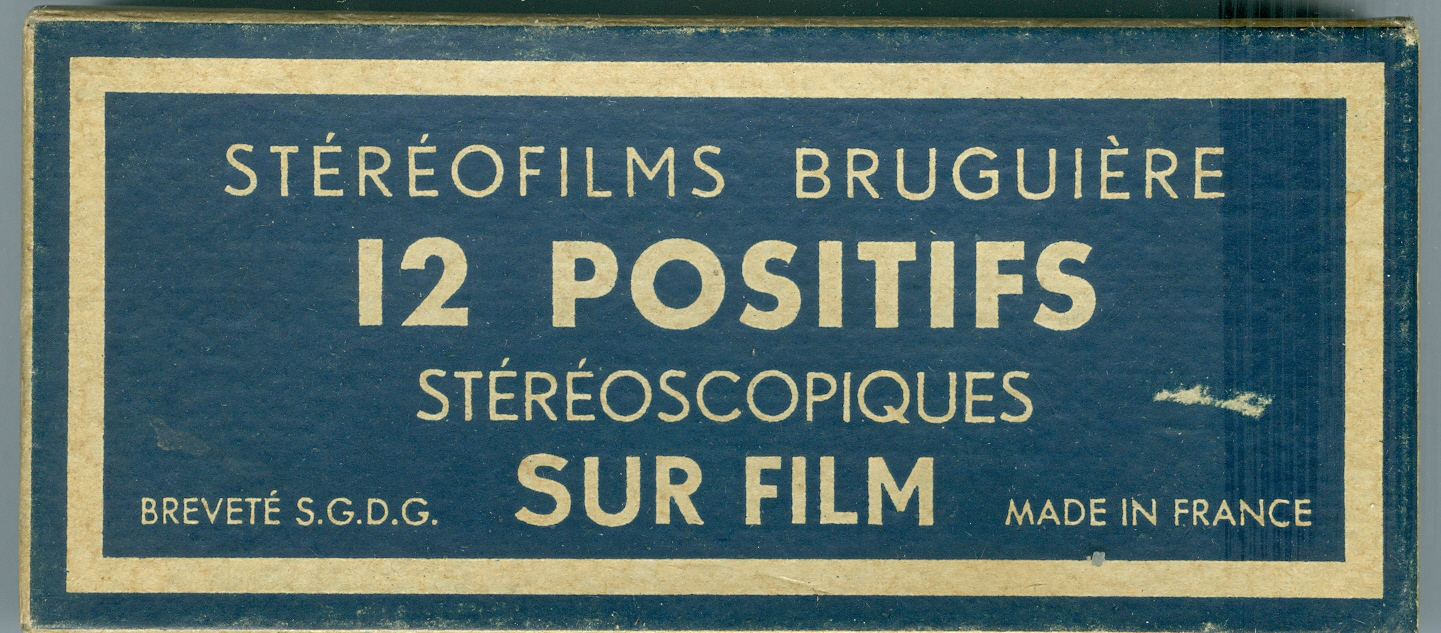 STÉRÉOFILMS BRUGUIÈRE
12 POSITIFS
STÉRÉOSCOPIQUES
SUR FILM
BREVETÉ S.G.D.G.
MADE IN FRANCE